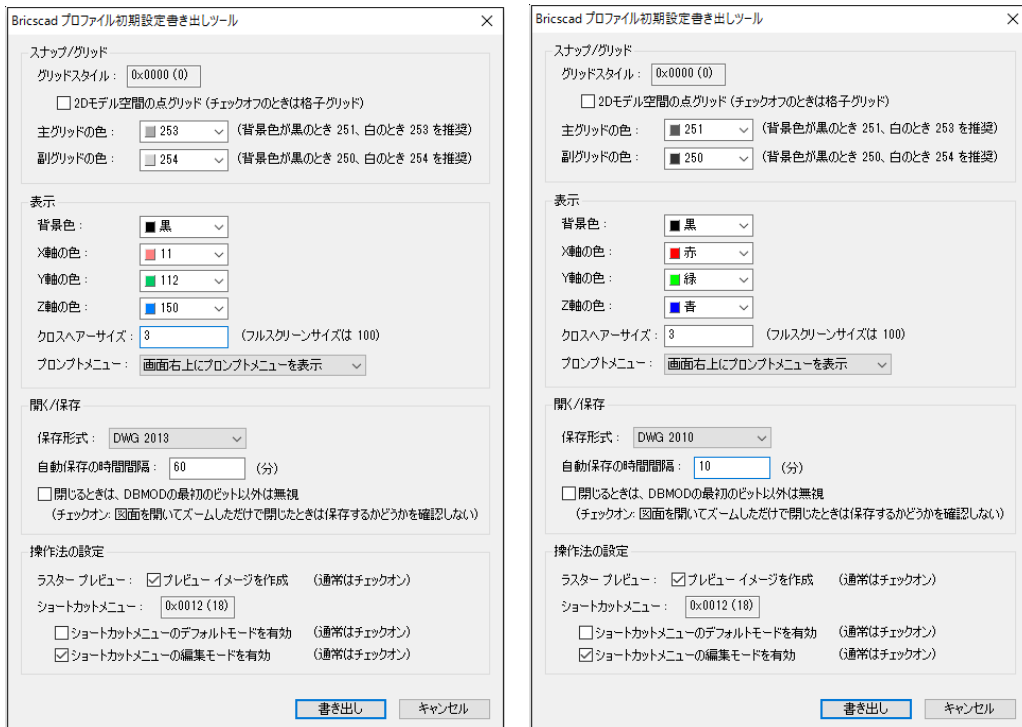 Bricscad プロファイル初期設定書き出しツール
スナップ/グリッド
グリッドスタイル： 0x0000 (0)
2Dモデル空間の点グリッド (チェックオフのときは格子グリッド)
主グリッドの色： 253 (背景色が黒のとき 251、白のとき 253 を推奨)
副グリッドの色： 254 (背景色が黒のとき 250、白のとき 254 を推奨)
表示
背景色： 黒
X軸の色： 11
Y軸の色： 112
Z軸の色： 150
クロスヘアーサイズ： 3 (フルスクリーンサイズは 100)
プロンプトメニュー： 画面右上にプロンプトメニューを表示
開く/保存
保存形式： DWG 2013
自動保存の時間間隔： 60 (分)
閉じるときは、DBMODの最初のビット以外は無視
(チェックオン: 図面を開いてズームしただけで閉じたときは保存するかどうかを確認しない)
操作法の設定
ラスター プレビュー： プレビュー イメージを作成 (通常はチェックオン)
ショートカットメニュー： 0x0012 (18)
ショートカットメニューのデフォルトモードを有効 (通常はチェックオン)
ショートカットメニューの編集モードを有効 (通常はチェックオン)
書き出し キャンセル
Bricscad プロファイル初期設定書き出しツール
スナップ/グリッド
グリッドスタイル： 0x0000 (0)
2Dモデル空間の点グリッド (チェックオフのときは格子グリッド)
主グリッドの色： 251 (背景色が黒のとき 251、白のとき 253 を推奨)
副グリッドの色： 250 (背景色が黒のとき 250、白のとき 254 を推奨)
表示
背景色： 黒
X軸の色： 赤
Y軸の色： 緑
Z軸の色： 青
クロスヘアーサイズ： 3 (フルスクリーンサイズは 100)
プロンプトメニュー： 画面右上にプロンプトメニューを表示
開く/保存
保存形式： DWG 2010
自動保存の時間間隔： 10 (分)
閉じるときは、DBMODの最初のビット以外は無視
(チェックオン: 図面を開いてズームしただけで閉じたときは保存するかどうかを確認しない)
操作法の設定
ラスター プレビュー： プレビュー イメージを作成 (通常はチェックオン)
ショートカットメニュー： 0x0012 (18)
ショートカットメニューのデフォルトモードを有効 (通常はチェックオン)
ショートカットメニューの編集モードを有効 (通常はチェックオン)
書き出し キャンセル